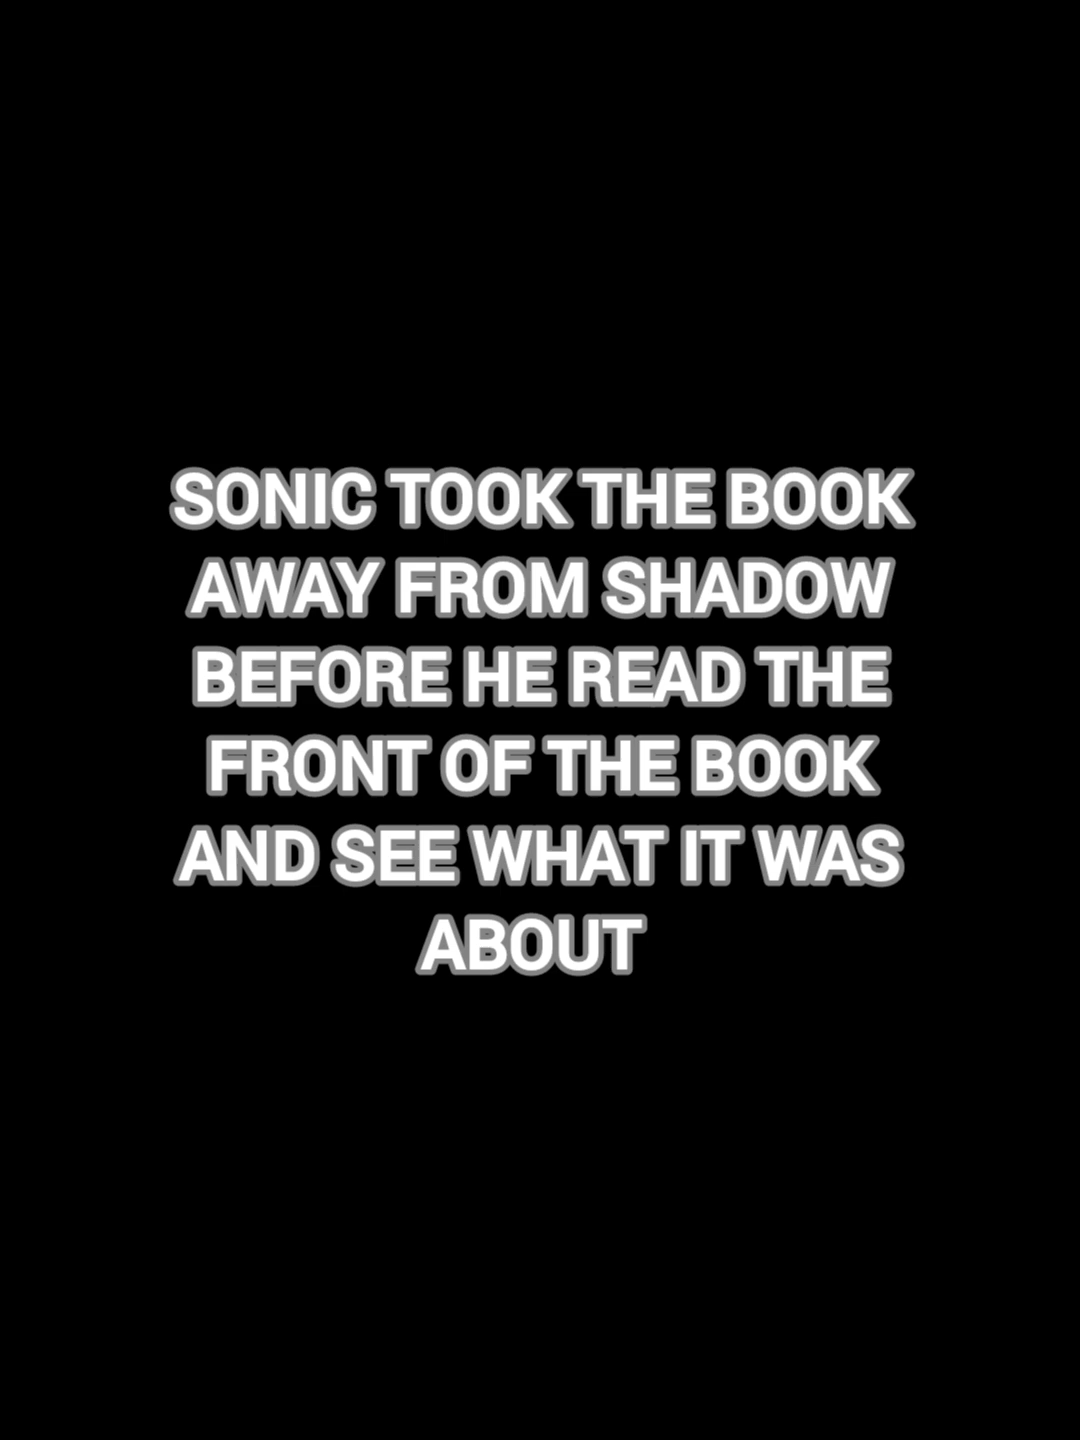 SONIC TOOK THE BOOK
AWAY FROM SHADOW
BEFORE HE READ THE
FRONT OF THE BOOK
AND SEE WHAT IT WAS
ABOUT